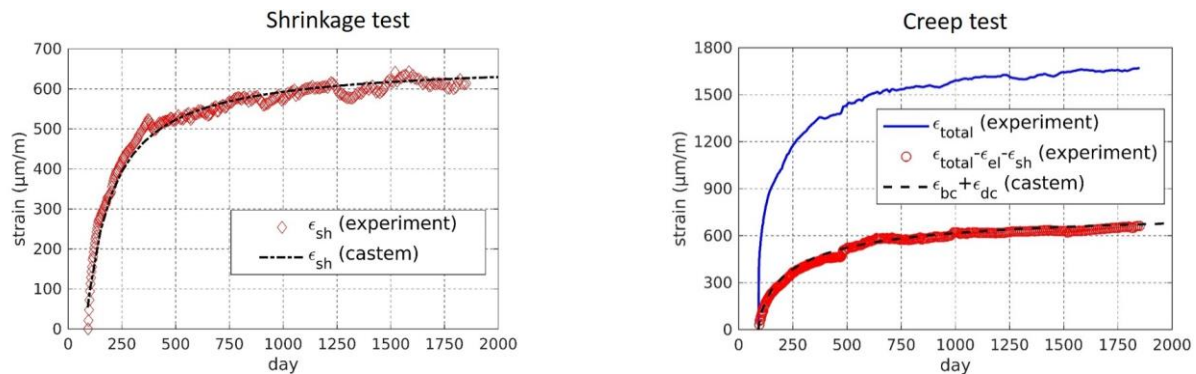 Shrinkage test
700
600
500
400
300
200
100
0
strain (μm/m)
0 250 500 750 1000 1250 1500 1750 2000
day
ϵsh (experiment)
ϵsh (castem)
Creep test
1800
1500
1200
900
600
300
0
strain (μm/m)
0 250 500 750 1000 1250 1500 1750 2000
day
ϵtotal (experiment)
ϵtotal-ϵel-ϵsh (experiment)
ϵbc+ϵdc (castem)